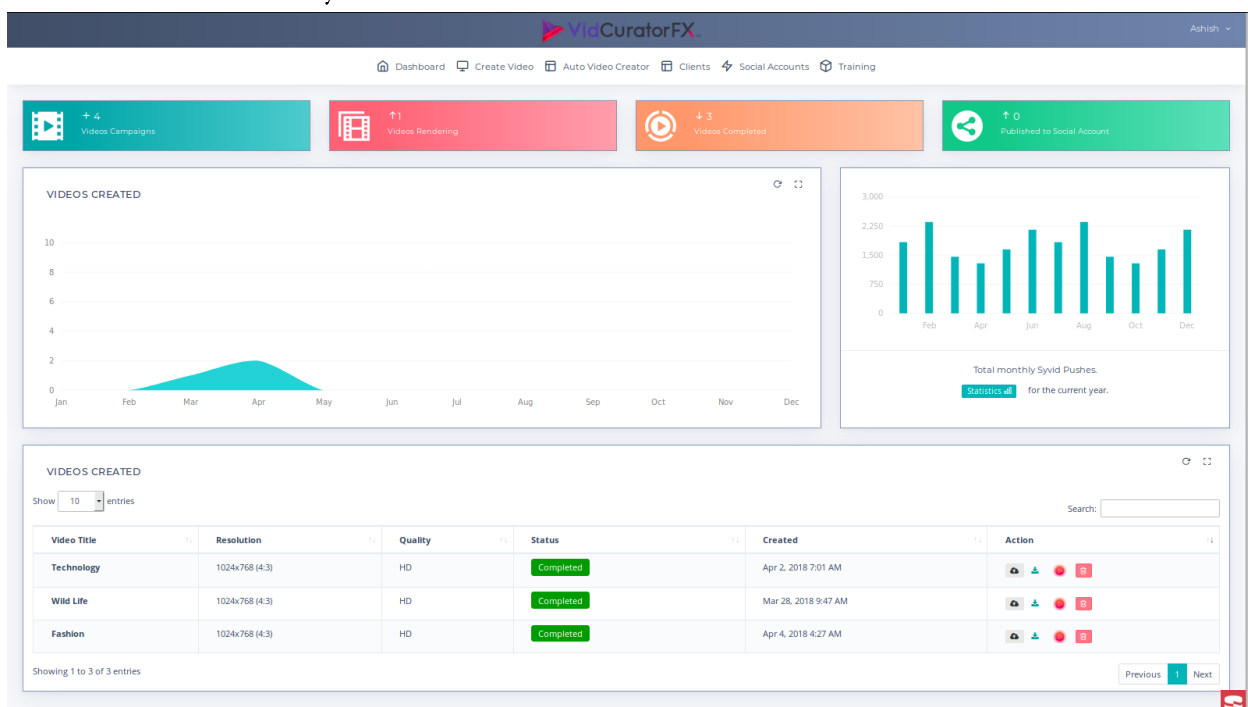 VidCuratorFX
Ashish
Dashboard Create Video Auto Video Creator Clients Social Accounts Training
+ 4
Videos Campaigns
↑ 1
Videos Rendering
↓ 3
Videos Completed
↑ 0
Published to Social Account
VIDEOS CREATED
10
8
6
4
2
0
Jan Feb Mar Apr May Jun Jul Aug Sep Oct Nov Dec
3,000
2,250
1,500
750
0
Feb Apr Jun Aug Oct Dec
Total monthly Syvid Pushes.
Statistics for the current year.
VIDEOS CREATED
Show 10 entries
Search:
Video Title Resolution Quality Status Created Action
Technology 1024x768 (4:3) HD Completed Apr 2, 2018 7:01 AM
Wild Life 1024x768 (4:3) HD Completed Mar 28, 2018 9:47 AM
Fashion 1024x768 (4:3) HD Completed Apr 4, 2018 4:27 AM
Showing 1 to 3 of 3 entries
Previous 1 Next